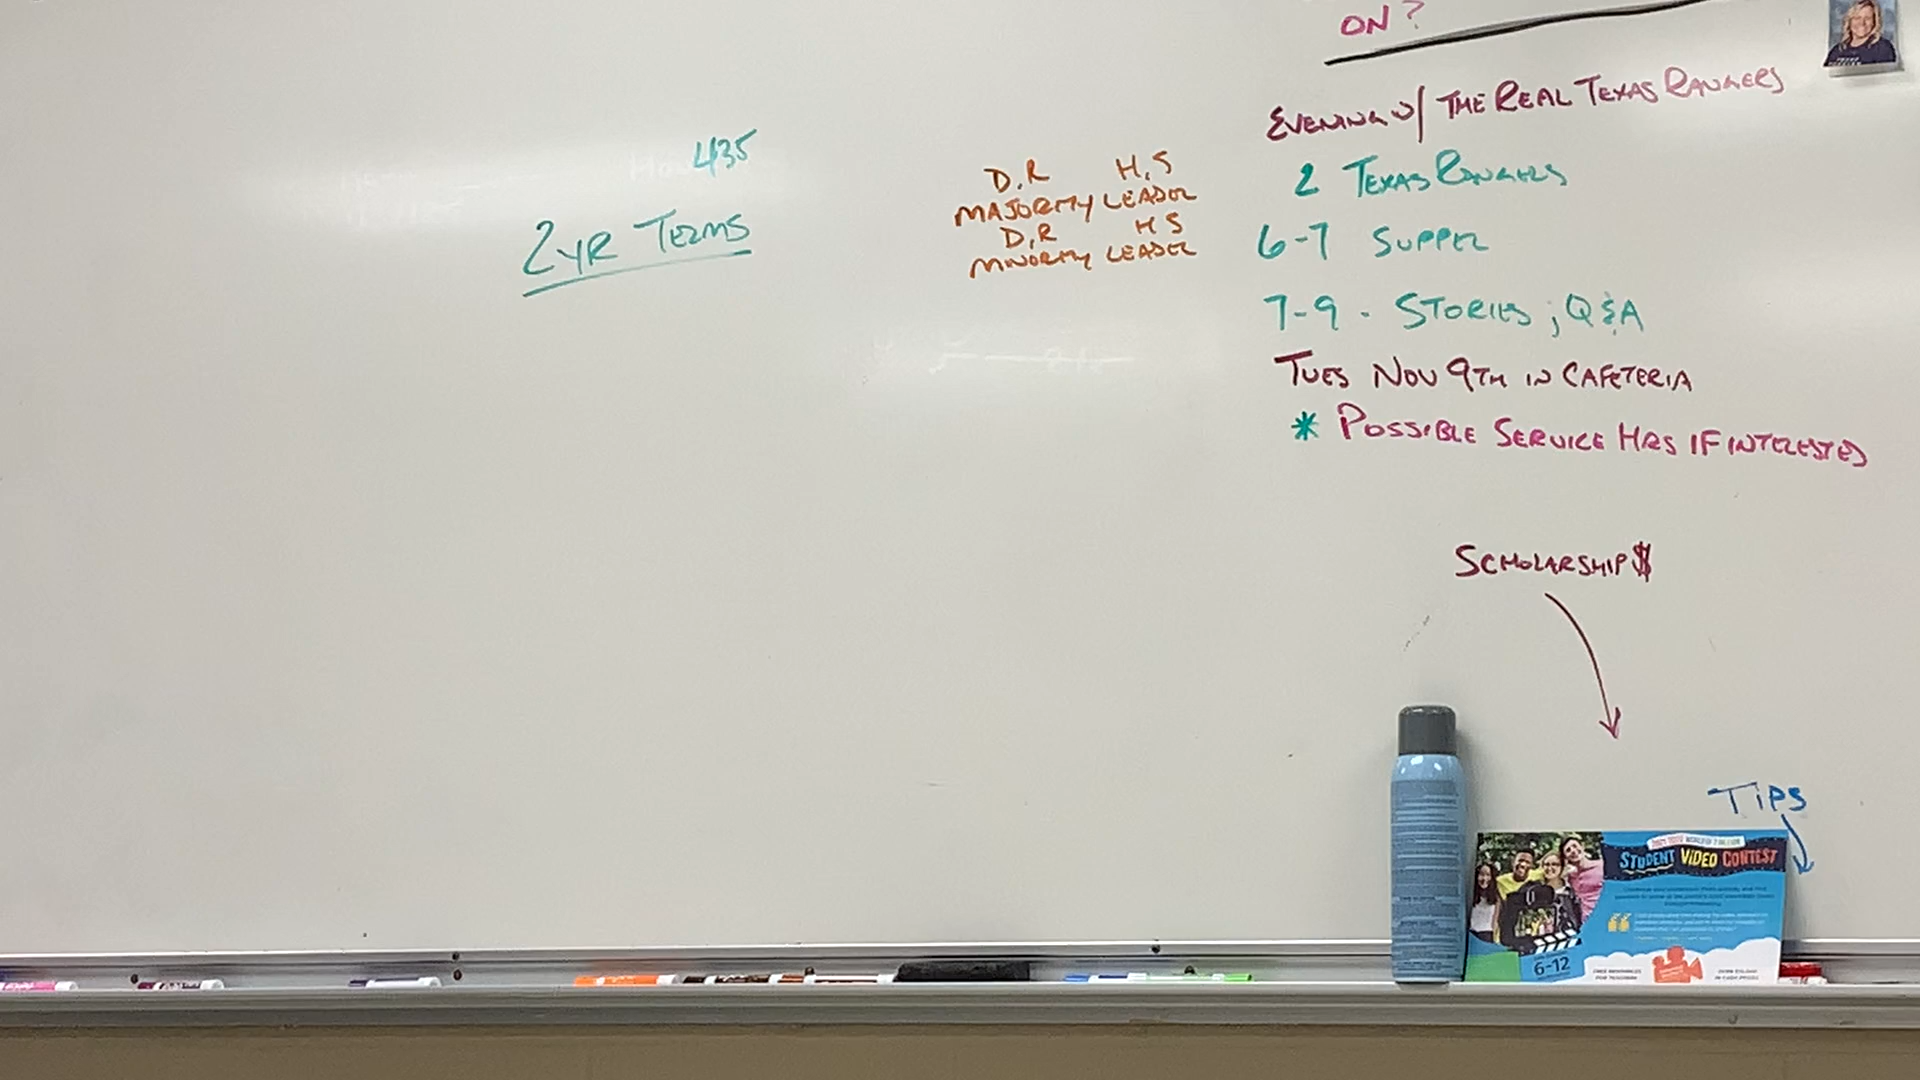 ON?
EVENING W/ THE REAL TEXAS RANGERS
2 TEXAS RANGERS
6-7 SUPPER
7-9 - STORIES; Q&A
TUES NOV 9TH IN CAFETERIA
* POSSIBLE SERVICE HRS IF INTERESTED
435
2 YR TERMS
D,R H,S
MAJORITY LEADER
D,R H S
MINORITY LEADER
SCHOLARSHIP$
TIPS
STUDENT VIDEO CONTEST
6-12